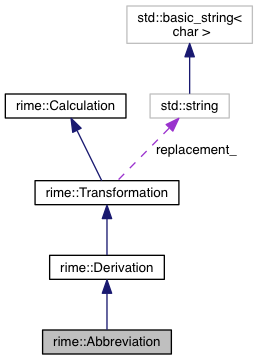 std::basic_string<
char >
rime::Calculation
std::string
replacement_
rime::Transformation
rime::Derivation
rime::Abbreviation